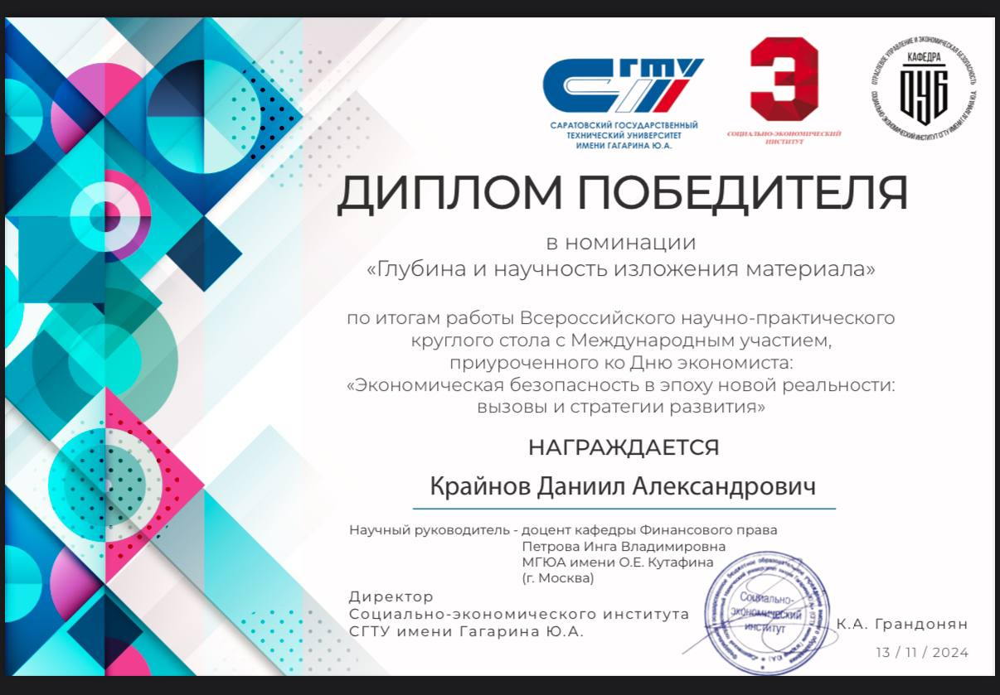 СГТУ
САРАТОВСКИЙ ГОСУДАРСТВЕННЫЙ
ТЕХНИЧЕСКИЙ УНИВЕРСИТЕТ
ИМЕНИ ГАГАРИНА Ю.А.
Э
СОЦИАЛЬНО-ЭКОНОМИЧЕСКИЙ
ИНСТИТУТ
ОТРАСЛЕВОЕ УПРАВЛЕНИЕ И ЭКОНОМИЧЕСКАЯ БЕЗОПАСНОСТЬ
КАФЕДРА
ОУБ
СОЦИАЛЬНО-ЭКОНОМИЧЕСКИЙ ИНСТИТУТ СГТУ ИМЕНИ ГАГАРИНА Ю.А.
ДИПЛОМ ПОБЕДИТЕЛЯ
в номинации
«Глубина и научность изложения материала»
по итогам работы Всероссийского научно-практического
круглого стола с Международным участием,
приуроченного ко Дню экономиста:
«Экономическая безопасность в эпоху новой реальности:
вызовы и стратегии развития»
НАГРАЖДАЕТСЯ
Крайнов Даниил Александрович
Научный руководитель - доцент кафедры Финансового права
Петрова Инга Владимировна
МГЮА имени О.Е. Кутафина
(г. Москва)
Директор
Социально-экономического института
СГТУ имени Гагарина Ю.А.
Социально-
экономический
институт
К.А. Грандонян
13 / 11 / 2024